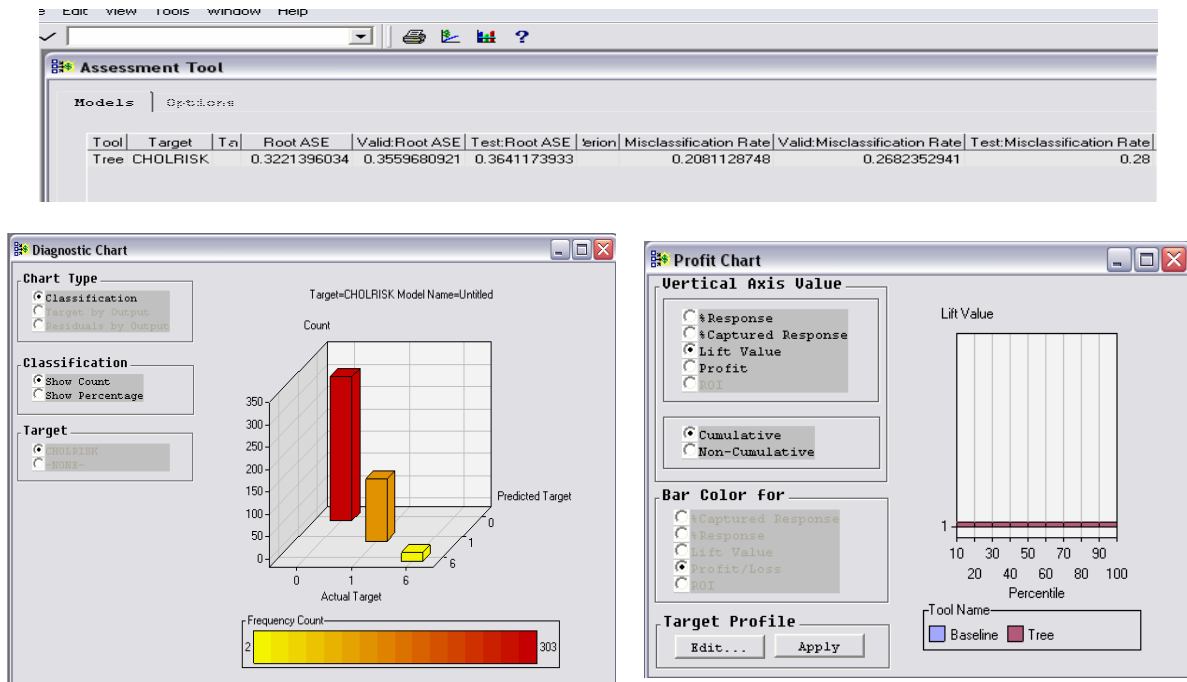 Edit View Tools Window Help
?
Assessment Tool
Models Options
Tool Target Ta Root ASE Valid:Root ASE Test:Root ASE terion Misclassification Rate Valid:Misclassification Rate Test:Misclassification Rate
Tree CHOLRISK 0.3221396034 0.3559680921 0.3641173933 0.2081128748 0.2682352941 0.28
Diagnostic Chart
Chart Type
Classification
Target by Output
Residuals by Output
Classification
Show Count
Show Percentage
Target
CHOLRISK
-NONE-
Target=CHOLRISK Model Name=Untitled
Count
350
300
250
200
150
100
50
0
Predicted Target
0
1
6
0 1 6
Actual Target
Frequency Count
2 303
Profit Chart
Vertical Axis Value
%Response
%Captured Response
Lift Value
Profit
ROI
Cumulative
Non-Cumulative
Bar Color for
%Captured Response
%Response
Lift Value
Profit/Loss
ROI
Target Profile
Edit... Apply
Lift Value
1
10 30 50 70 90
20 40 60 80 100
Percentile
Tool Name
Baseline Tree